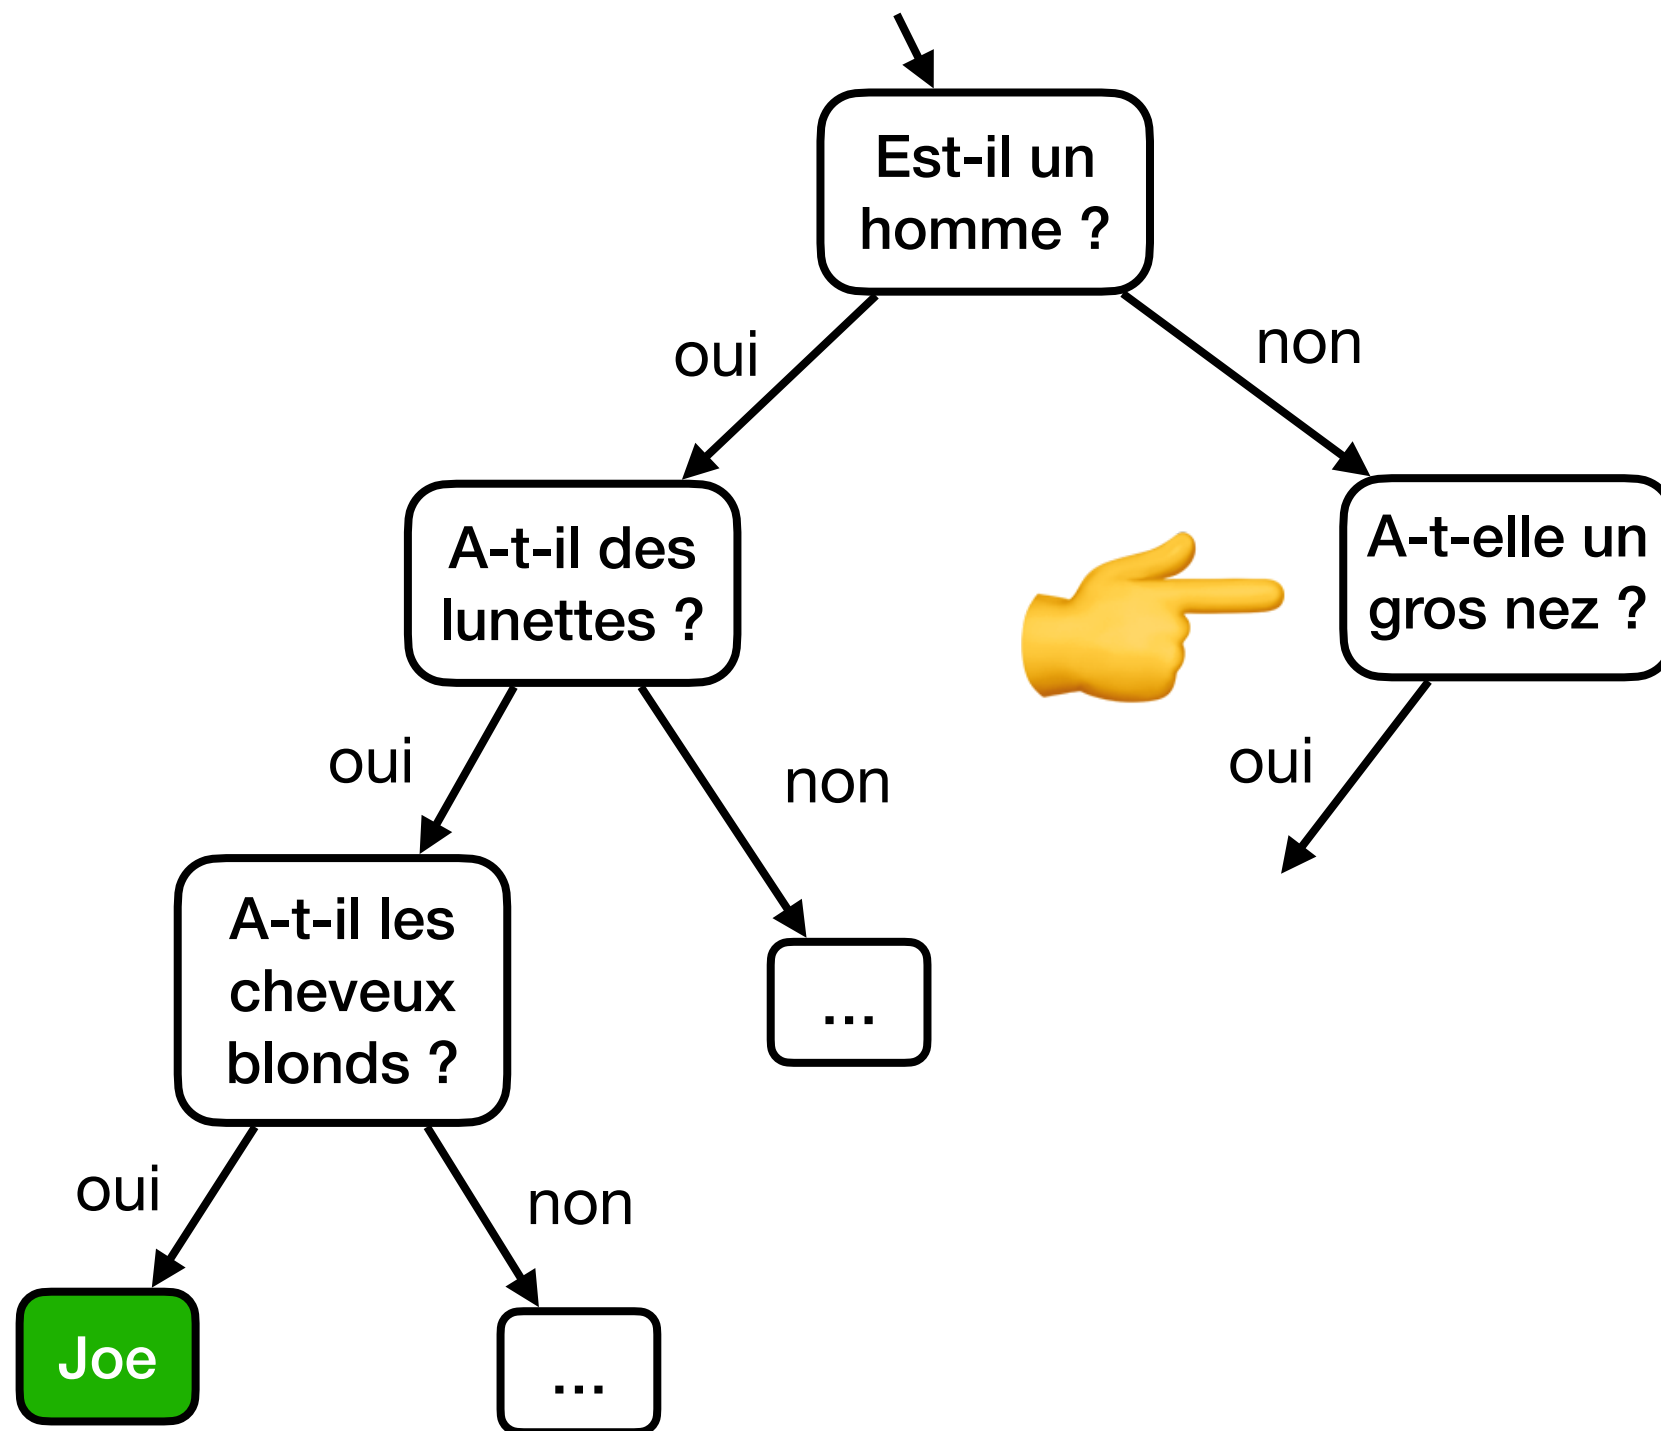 Est-il un
homme ?
oui
non
A-t-il des
lunettes ?
A-t-elle un
gros nez ?
oui
non
oui
A-t-il les
cheveux
blonds ?
...
oui
non
Joe
...